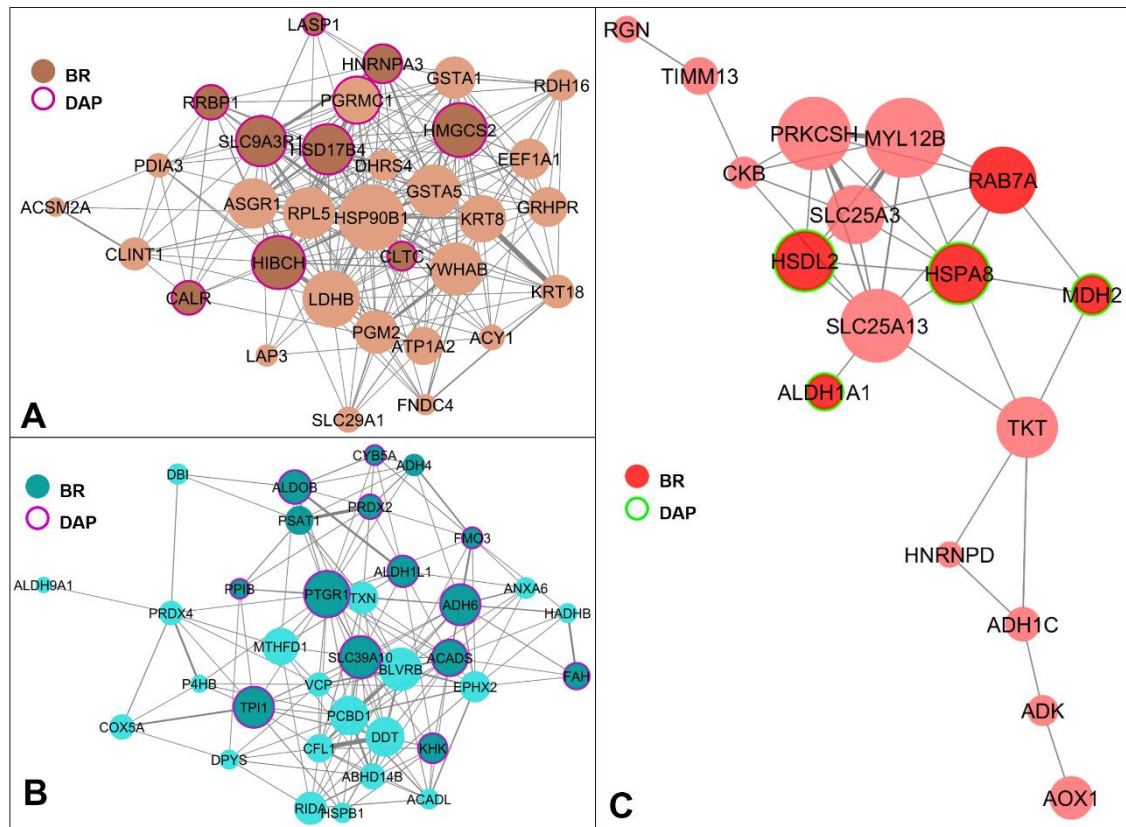 LASP1
BR
DAP
HNRNPA3
GSTA1
RDH16
PGRMC1
RRBP1
HMGCS2
SLC9A3R1
HSD17B4
EEF1A1
PDIA3
DHRS4
GSTA5
ACSM2A
ASGR1
RPL5
HSP90B1
KRT8
GRHPR
CLINT1
HIBCH
CLTC
YWHAB
CALR
LDHB
KRT18
PGM2
ATP1A2
ACY1
LAP3
FNDC4
SLC29A1
A
CYB5A
BR
DBI
ADH4
ALDOB
DAP
PRDX2
PSAT1
FMO3
ALDH1L1
ALDH9A1
PPIB
PTGR1
TXN
ANXA6
ADH6
HADHB
PRDX4
MTHFD1
SLC39A10
ACADS
BLVRB
FAH
P4HB
VCP
EPHX2
TPI1
PCBD1
COX5A
DDT
CFL1
KHK
DPYS
ABHD14B
RIDA
HSPB1
ACADL
B
RGN
TIMM13
PRKCSH
MYL12B
CKB
RAB7A
SLC25A3
HSDL2
HSPA8
MDH2
SLC25A13
ALDH1A1
TKT
BR
DAP
HNRNPD
ADH1C
ADK
AOX1
C